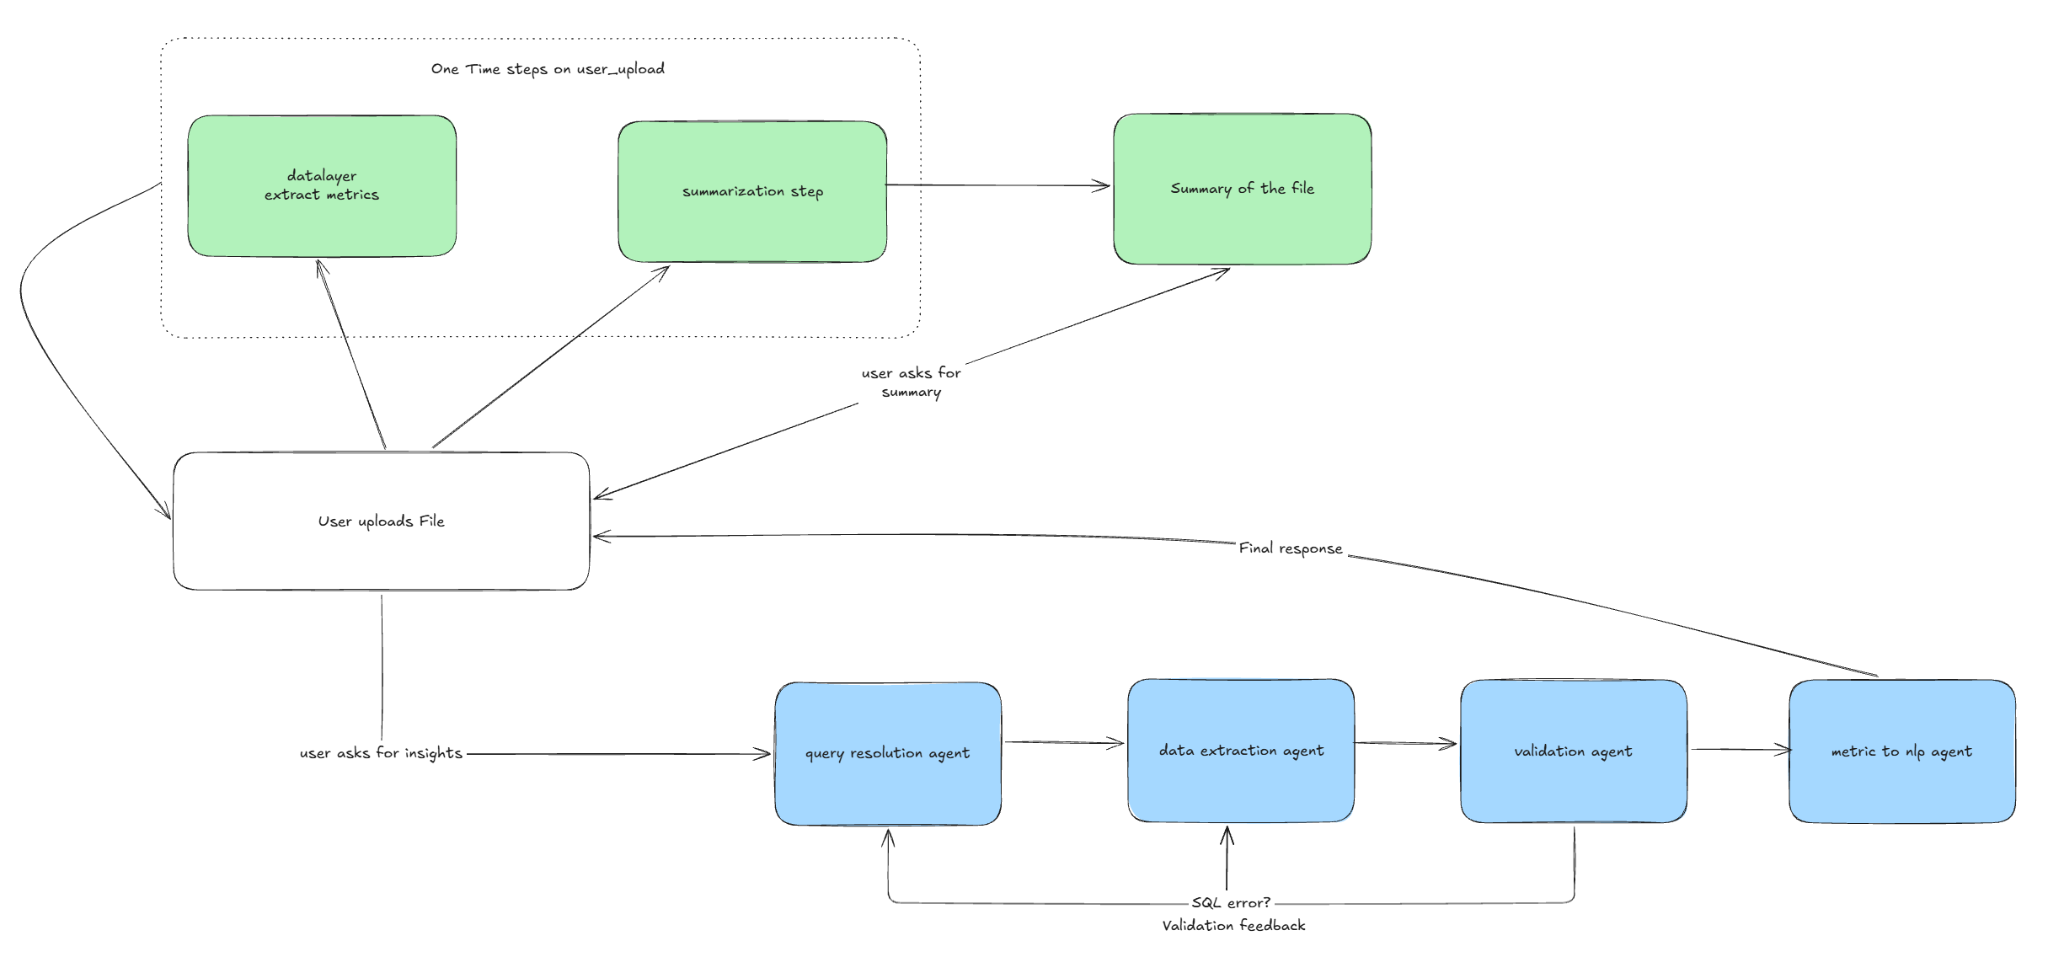 One Time steps on user_upload
datalayer
extract metrics
summarization step
Summary of the file
user asks for
summary
User uploads File
Final response
user asks for insights
query resolution agent
data extraction agent
validation agent
metric to nlp agent
SQL error?
Validation feedback